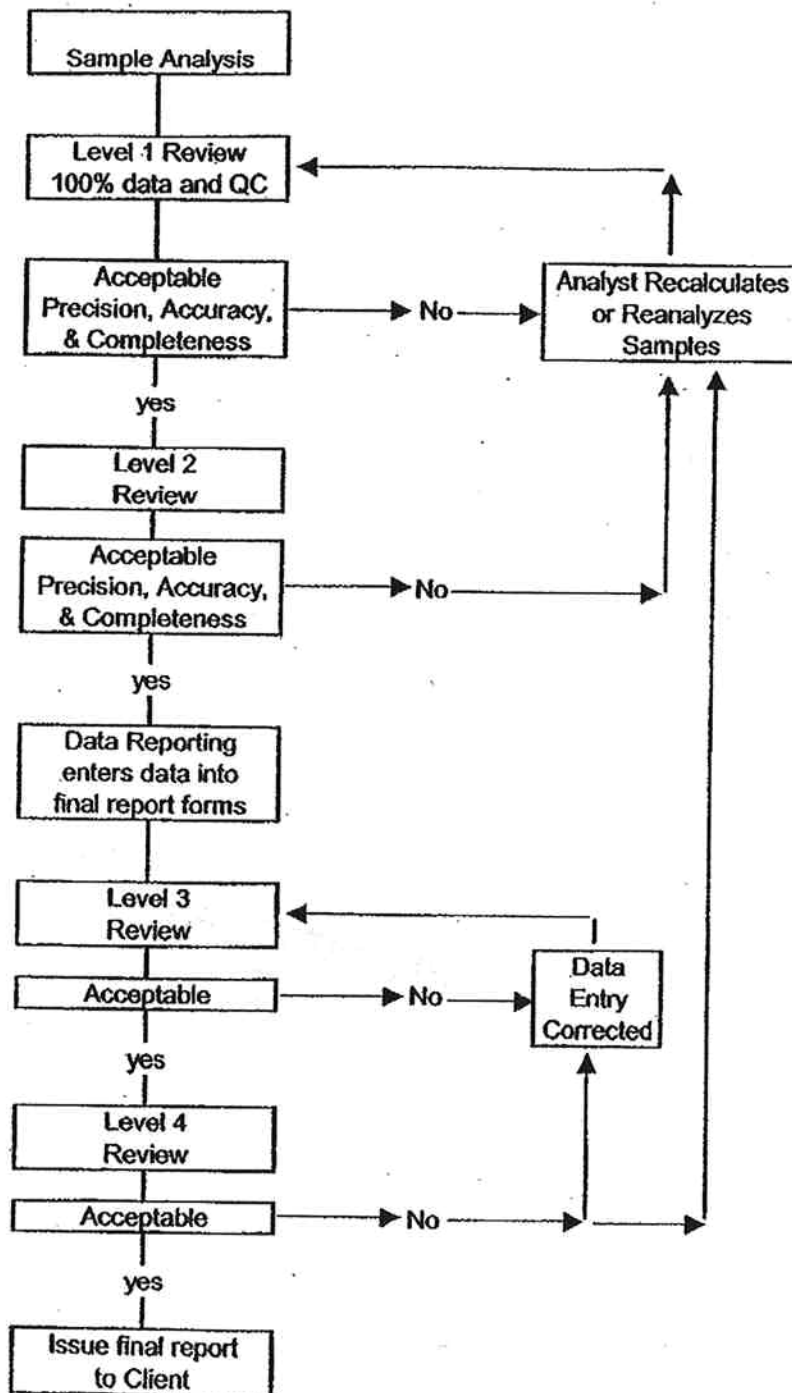 Sample Analysis
Level 1 Review
100% data and QC
Acceptable
Precision, Accuracy,
& Completeness
No
Analyst Recalculates
or Reanalyzes
Samples
yes
Level 2
Review
Acceptable
Precision, Accuracy,
& Completeness
No
yes
Data Reporting
enters data into
final report forms
Level 3
Review
Acceptable
No
Data
Entry
Corrected
yes
Level 4
Review
Acceptable
No
yes
Issue final report
to Client